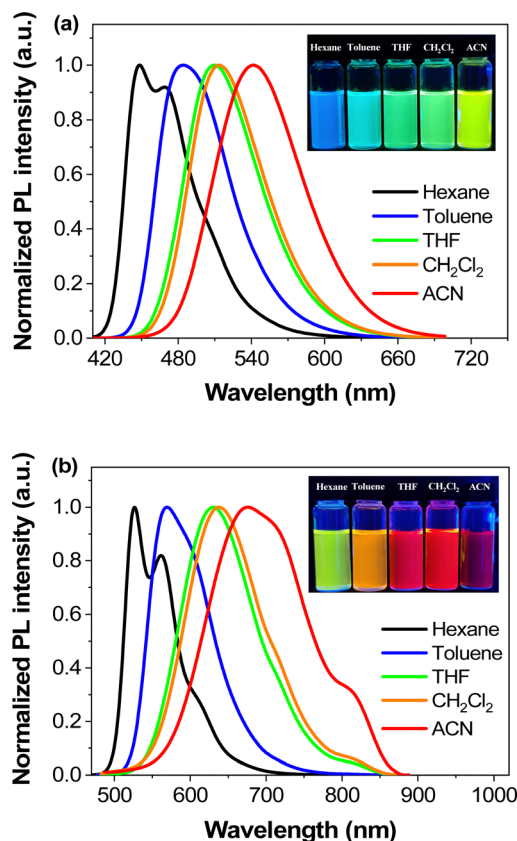 (a)
Normalized PL intensity (a.u.)
1.0
0.8
0.6
0.4
0.2
0.0
Hexane Toluene THF CH₂Cl₂ ACN
Hexane
Toluene
THF
CH₂Cl₂
ACN
420 480 540 600 660 720
Wavelength (nm)
(b)
Normalized PL intensity (a.u.)
1.0
0.8
0.6
0.4
0.2
0.0
Hexane Toluene THF CH₂Cl₂ ACN
Hexane
Toluene
THF
CH₂Cl₂
ACN
500 600 700 800 900 1000
Wavelength (nm)